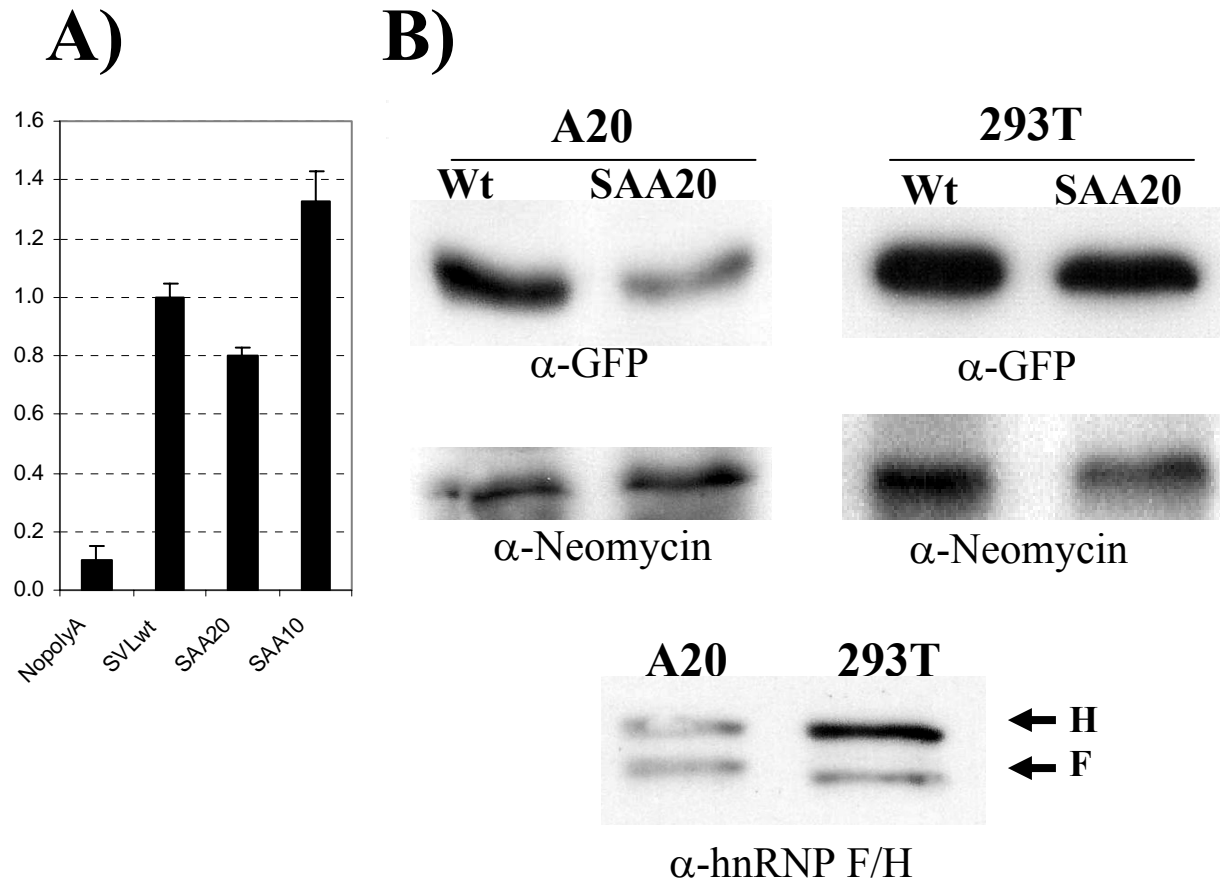 A)
1.6
1.4
1.2
1.0
0.8
0.6
0.4
0.2
0.0
NopolyA
SVLwt
SAA20
SAA10
B)
A20
Wt SAA20
α-GFP
α-Neomycin
293T
Wt SAA20
α-GFP
α-Neomycin
A20 293T
H
F
α-hnRNP F/H